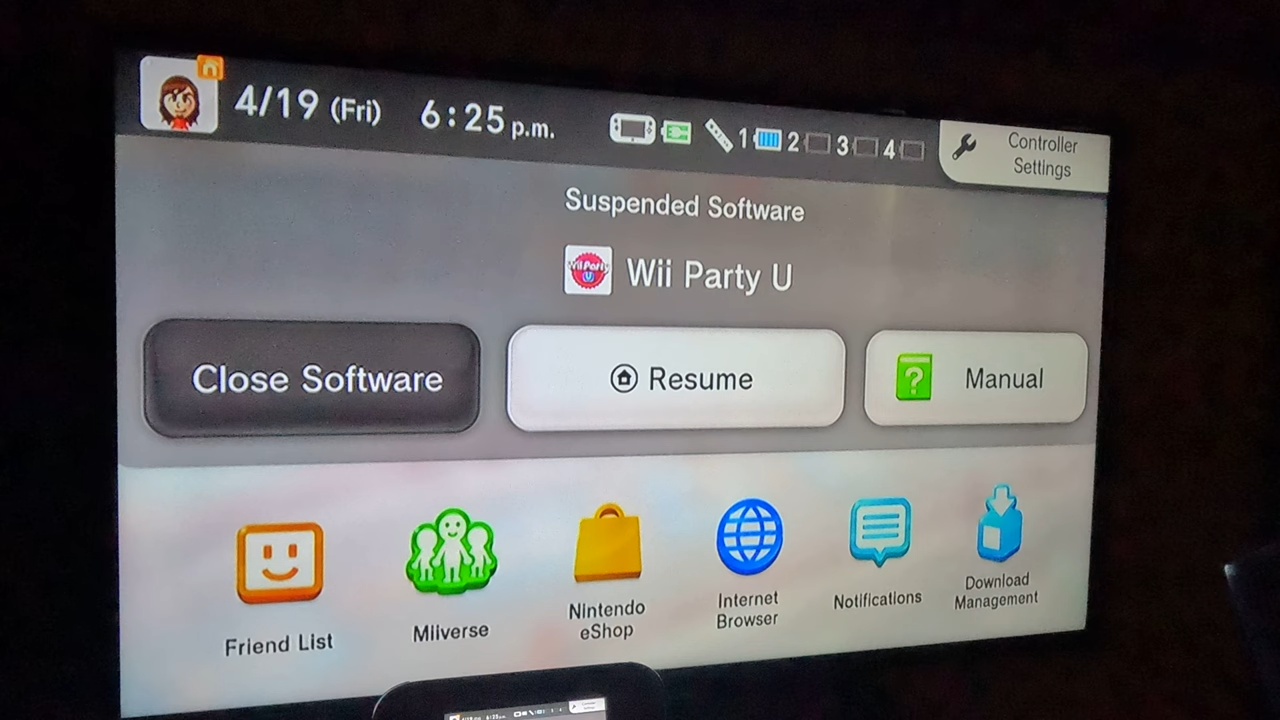 4/19 (Fri) 6:25 p.m. 1 2 3 4
Controller
Settings
Suspended Software
Wii Party U
Close Software
Resume
? Manual
Friend List
Miiverse
Nintendo
eShop
Internet
Browser
Notifications
Download
Management